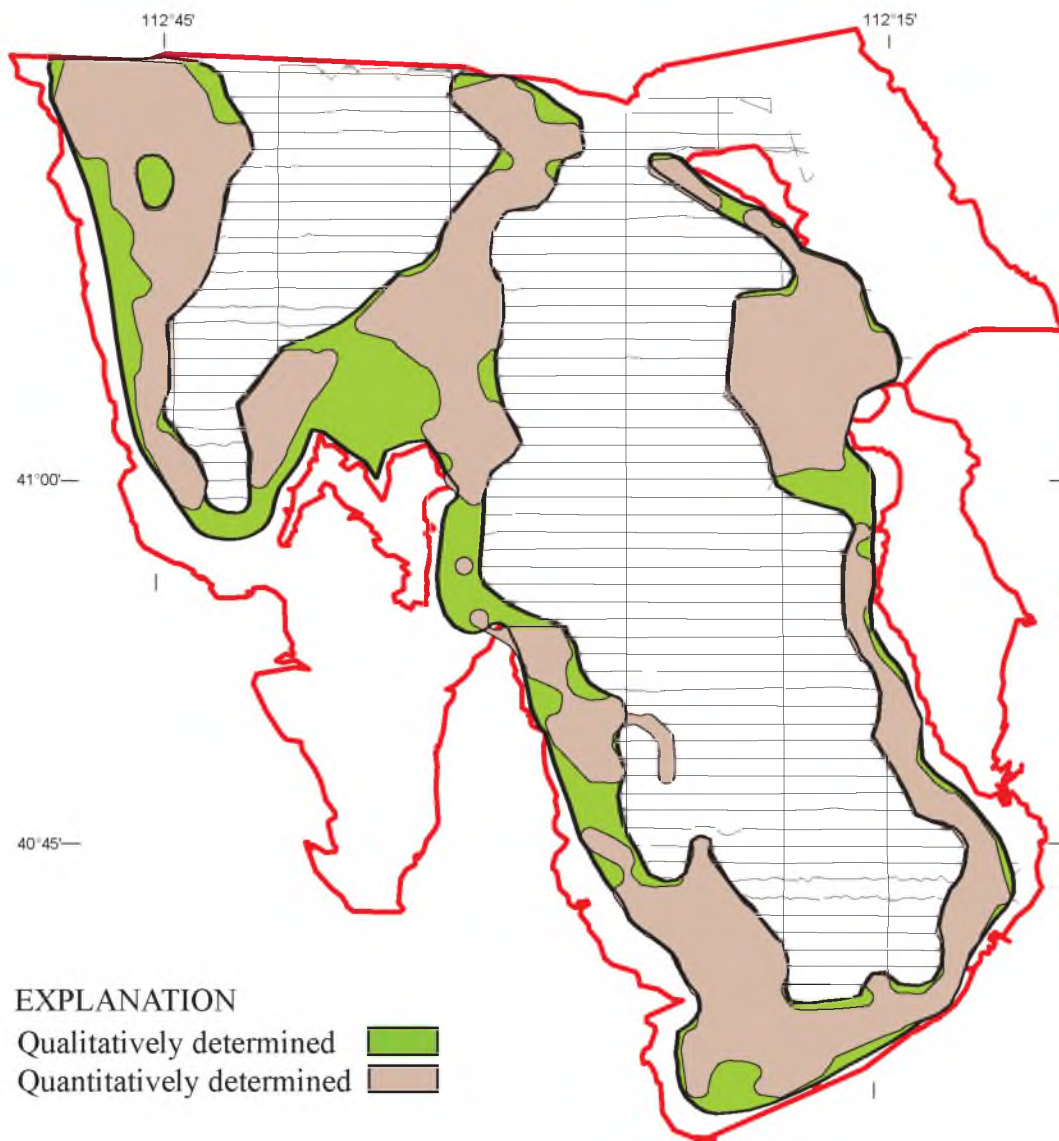 112°45'
112°15'
41°00'
40°45'
EXPLANATION
Qualitatively determined
Quantitatively determined